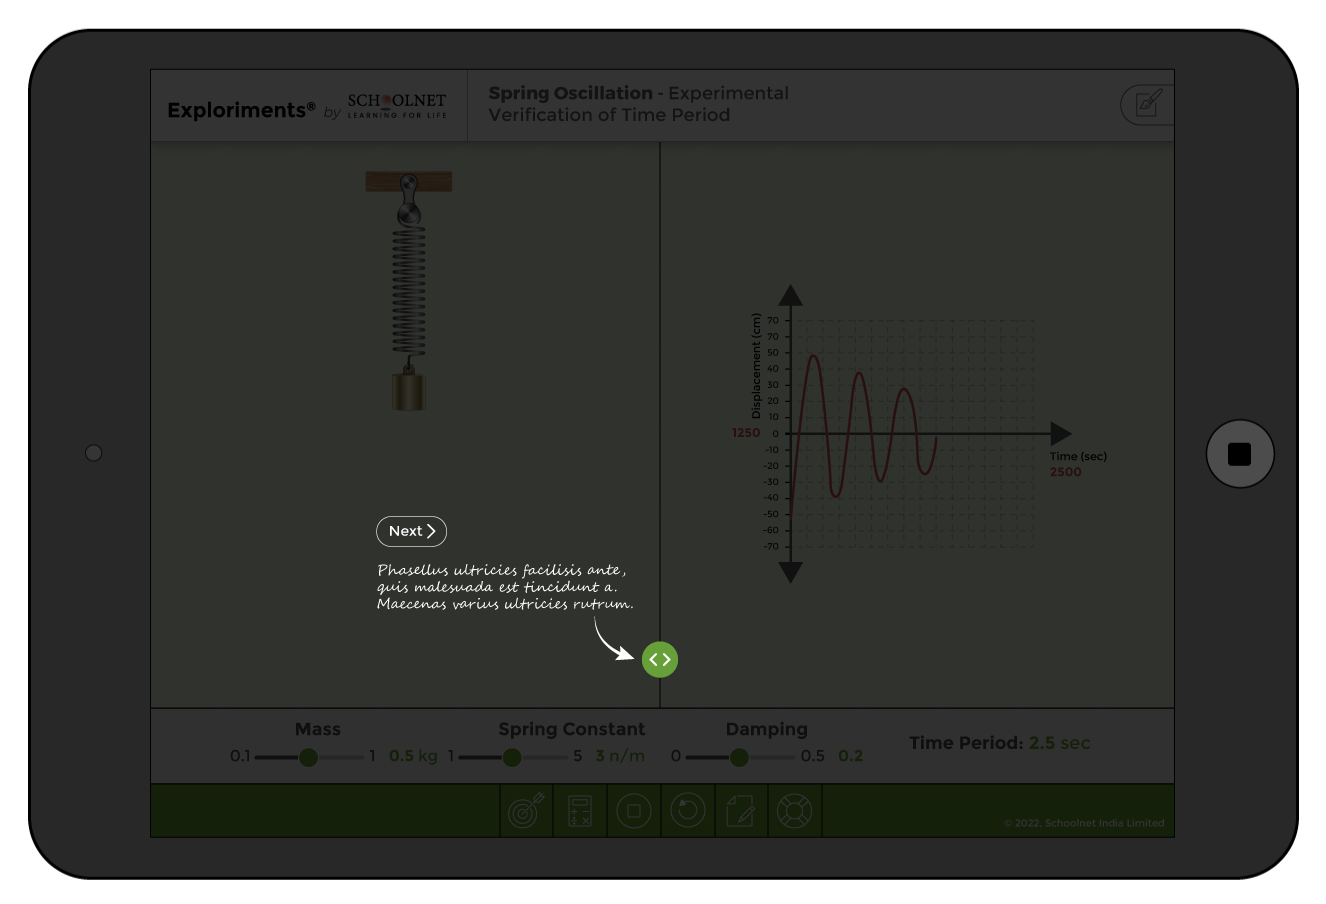 Exploriments® by SCHOOLNET
LEARNING FOR LIFE
Spring Oscillation - Experimental
Verification of Time Period
Displacement (cm)
70
70
50
40
30
20
10
1250 0
-10
-20
-30
-40
-50
-60
-70
Time (sec)
2500
Next
Phasellus ultricies facilisis ante,
quis malesuada est tincidunt a.
Maecenas varius ultricies rutrum.
Mass
0.1 1 0.5 kg
Spring Constant
1 5 3 n/m
Damping
0 0.5 0.2
Time Period: 2.5 sec
© 2022, Schoolnet India Limited